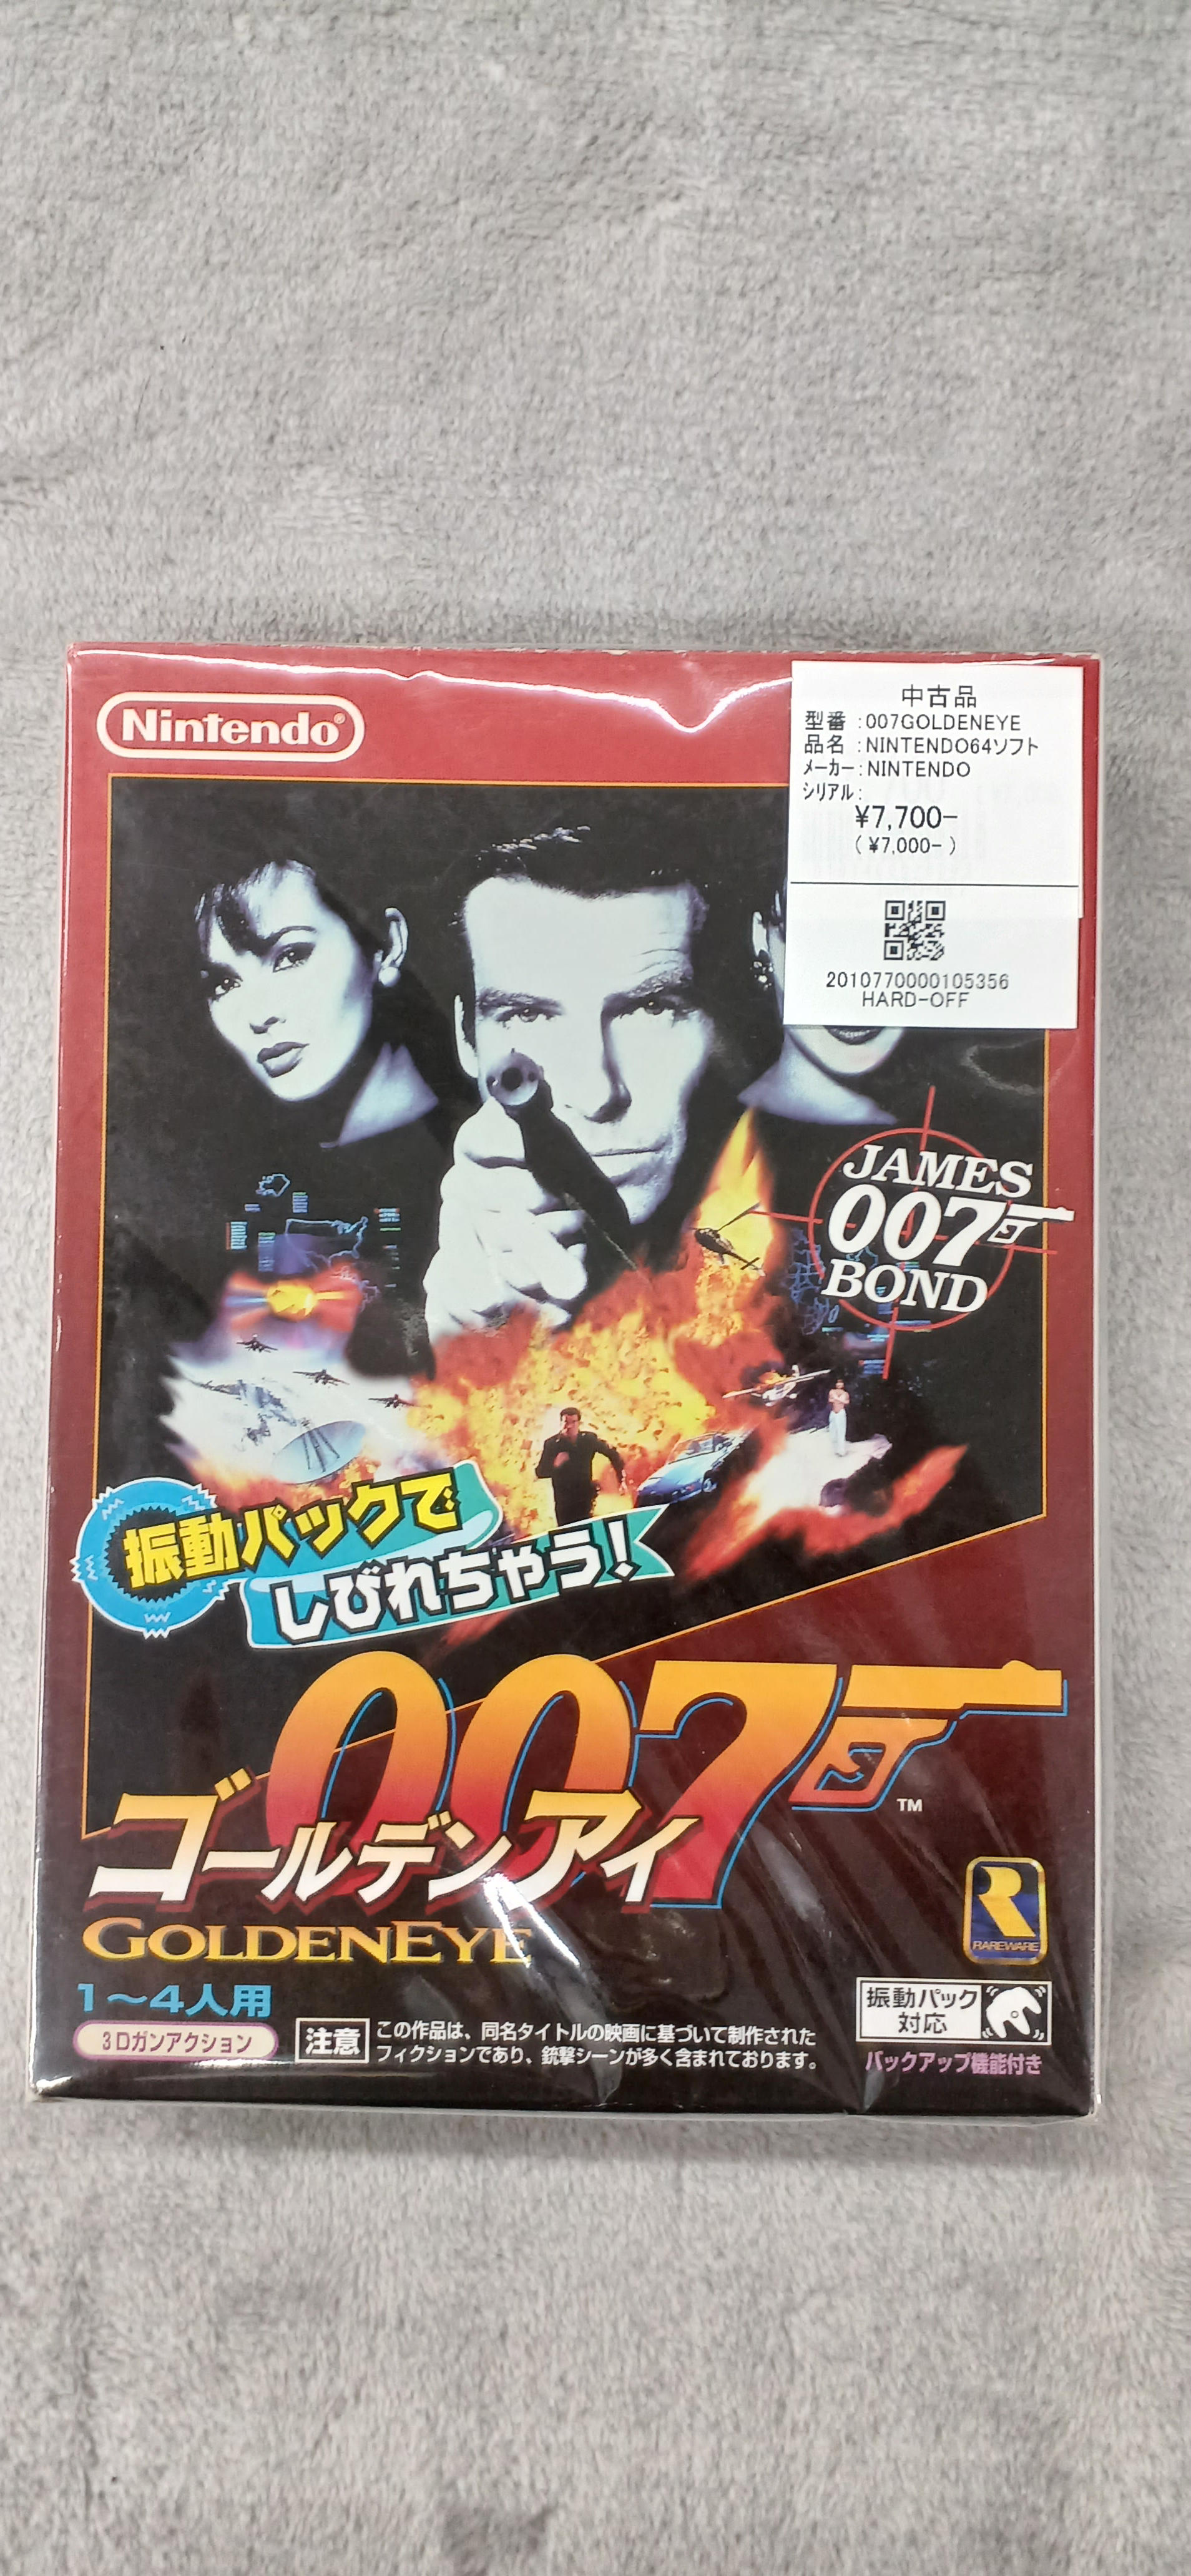 Nintendo®
中古品
型番 :007GOLDENEYE
品名 :NINTENDO64ソフト
メーカー:NINTENDO
シリアル:
¥7,700-
(¥7,000-)
2010770000105356
HARD-OFF
JAMES
007
BOND
振動パックで
しびれちゃう!
007
TM
ゴールデンアイ
GOLDENEYE
R
RAREWARE
1〜4人用
3Dガンアクション
注意
この作品は、同名タイトルの映画に基づいて制作された
フィクションであり、銃撃シーンが多く含まれております。
振動パック
対応
バックアップ機能付き